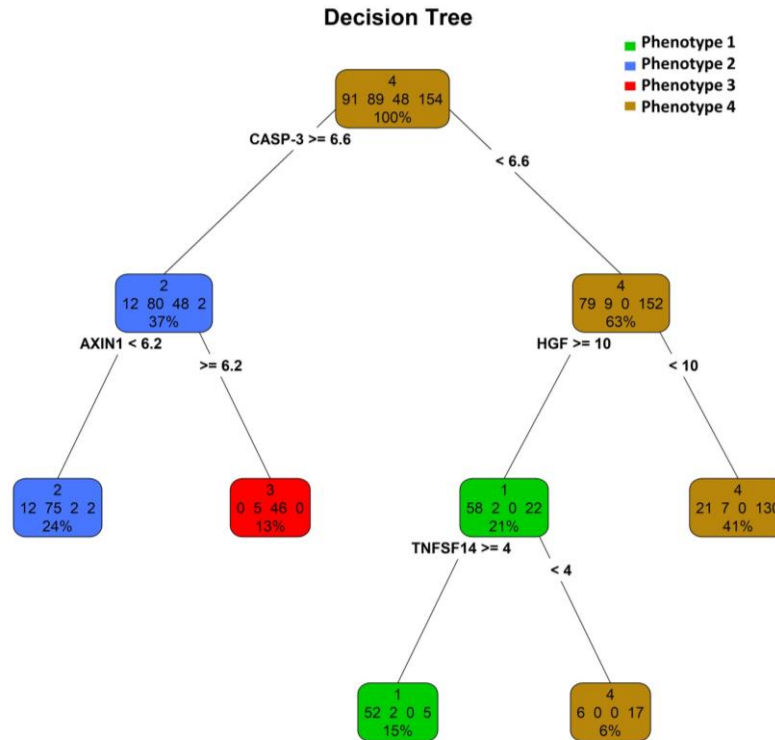 Decision Tree
Phenotype 1
Phenotype 2
Phenotype 3
Phenotype 4
4
91 89 48 154
100%
CASP-3 >= 6.6
< 6.6
2
12 80 48 2
37%
4
79 9 0 152
63%
AXIN1 < 6.2
>= 6.2
HGF >= 10
< 10
2
12 75 2 2
24%
3
0 5 46 0
13%
1
58 2 0 22
21%
4
21 7 0 130
41%
TNFSF14 >= 4
< 4
1
52 2 0 5
15%
4
6 0 0 17
6%